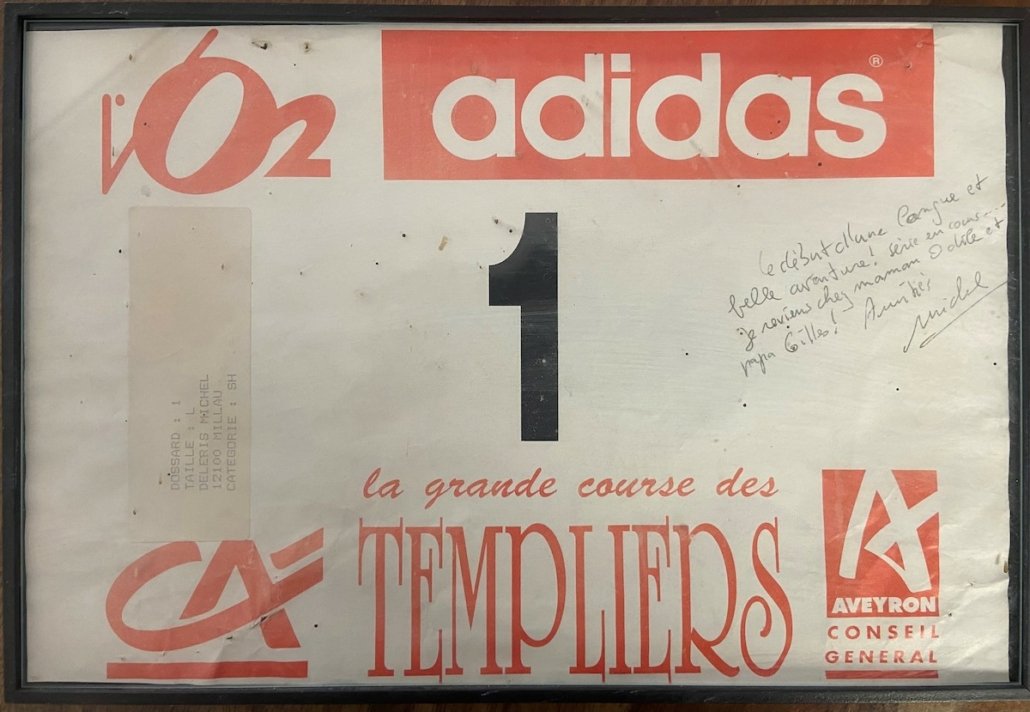 l'O2
adidas®
1
Le début d'une longue et
belle aventure! série en cours...
je reviens chez maman Odile et
papa Gilles! Amitiés
Michel
DOSSARD : 1
TAILLE : L
DELERIS MICHEL
12100 MILLAU
CATEGORIE : SH
la grande course des
TEMPLIERS
CA
AVEYRON
CONSEIL
GENERAL